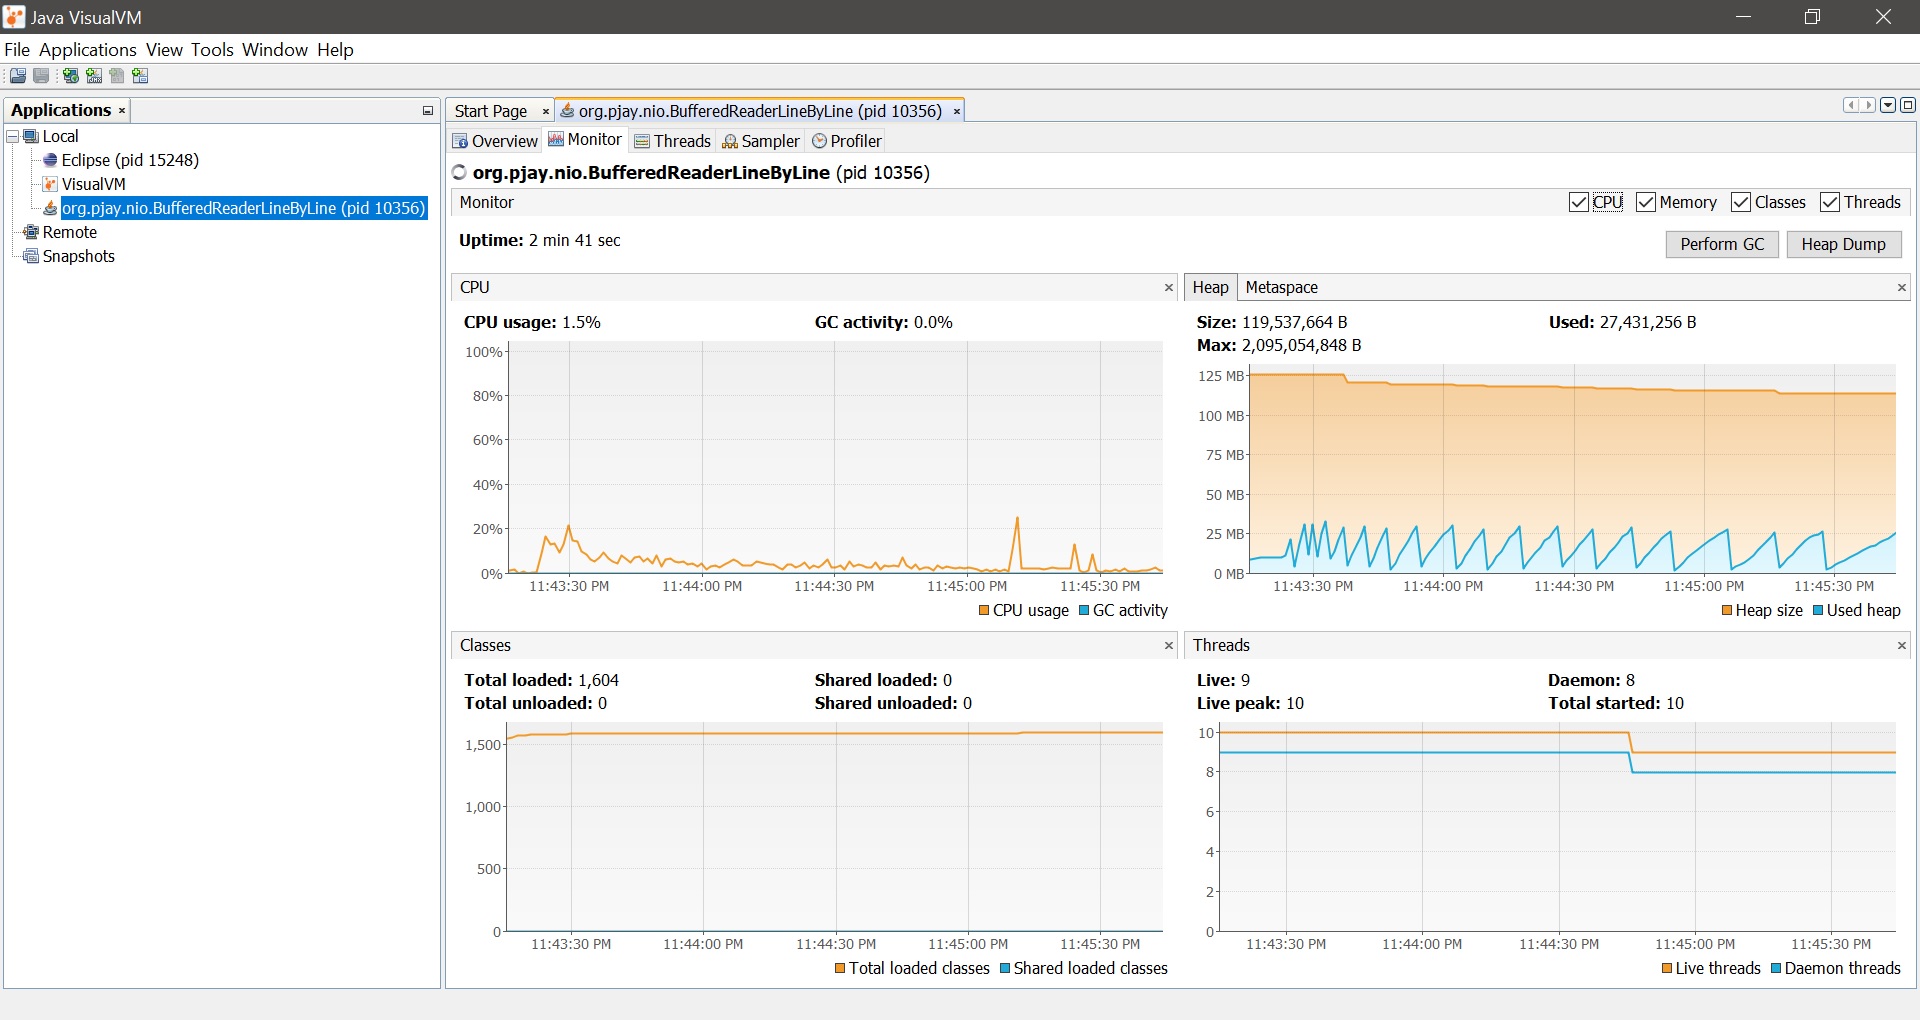 Java VisualVM
File Applications View Tools Window Help
Applications
Local
Eclipse (pid 15248)
VisualVM
org.pjay.nio.BufferedReaderLineByLine (pid 10356)
Remote
Snapshots
Start Page org.pjay.nio.BufferedReaderLineByLine (pid 10356)
Overview Monitor Threads Sampler Profiler
org.pjay.nio.BufferedReaderLineByLine (pid 10356)
Monitor CPU Memory Classes Threads
Uptime: 2 min 41 sec Perform GC Heap Dump
CPU
CPU usage: 1.5% GC activity: 0.0%
100%
80%
60%
40%
20%
0%
11:43:30 PM 11:44:00 PM 11:44:30 PM 11:45:00 PM 11:45:30 PM
CPU usage GC activity
Heap Metaspace
Size: 119,537,664 B Used: 27,431,256 B
Max: 2,095,054,848 B
125 MB
100 MB
75 MB
50 MB
25 MB
0 MB
11:43:30 PM 11:44:00 PM 11:44:30 PM 11:45:00 PM 11:45:30 PM
Heap size Used heap
Classes
Total loaded: 1,604 Shared loaded: 0
Total unloaded: 0 Shared unloaded: 0
1,500
1,000
500
0
11:43:30 PM 11:44:00 PM 11:44:30 PM 11:45:00 PM 11:45:30 PM
Total loaded classes Shared loaded classes
Threads
Live: 9 Daemon: 8
Live peak: 10 Total started: 10
10
8
6
4
2
0
11:43:30 PM 11:44:00 PM 11:44:30 PM 11:45:00 PM 11:45:30 PM
Live threads Daemon threads